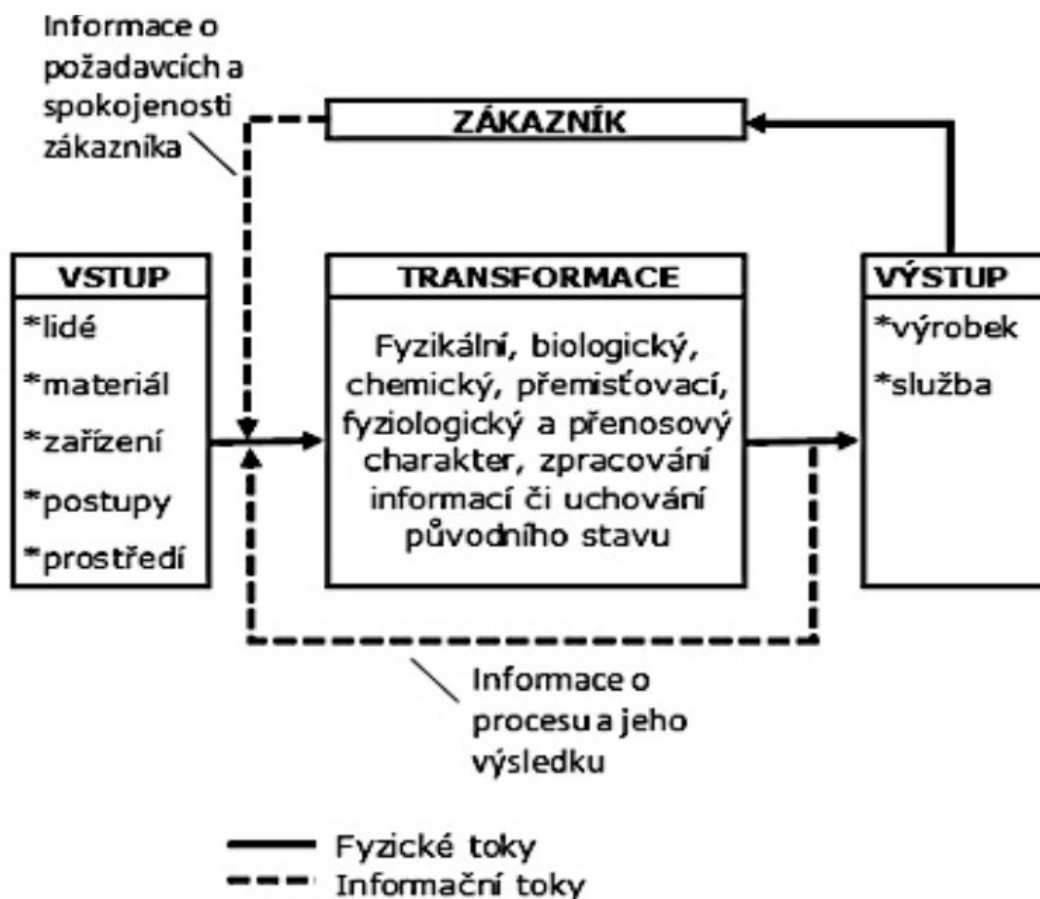 Informace o
požadavcích a
spokojenosti
zákazníka
ZÁKAZNÍK
VSTUP
*lidé
*materiál
*zařízení
*postupy
*prostředí
TRANSFORMACE
Fyzikální, biologický,
chemický, přemisťovací,
fyziologický a přenosový
charakter, zpracování
informací či uchování
původního stavu
VÝSTUP
*výrobek
*služba
Informace o
procesu a jeho
výsledku
Fyzické toky
Informační toky